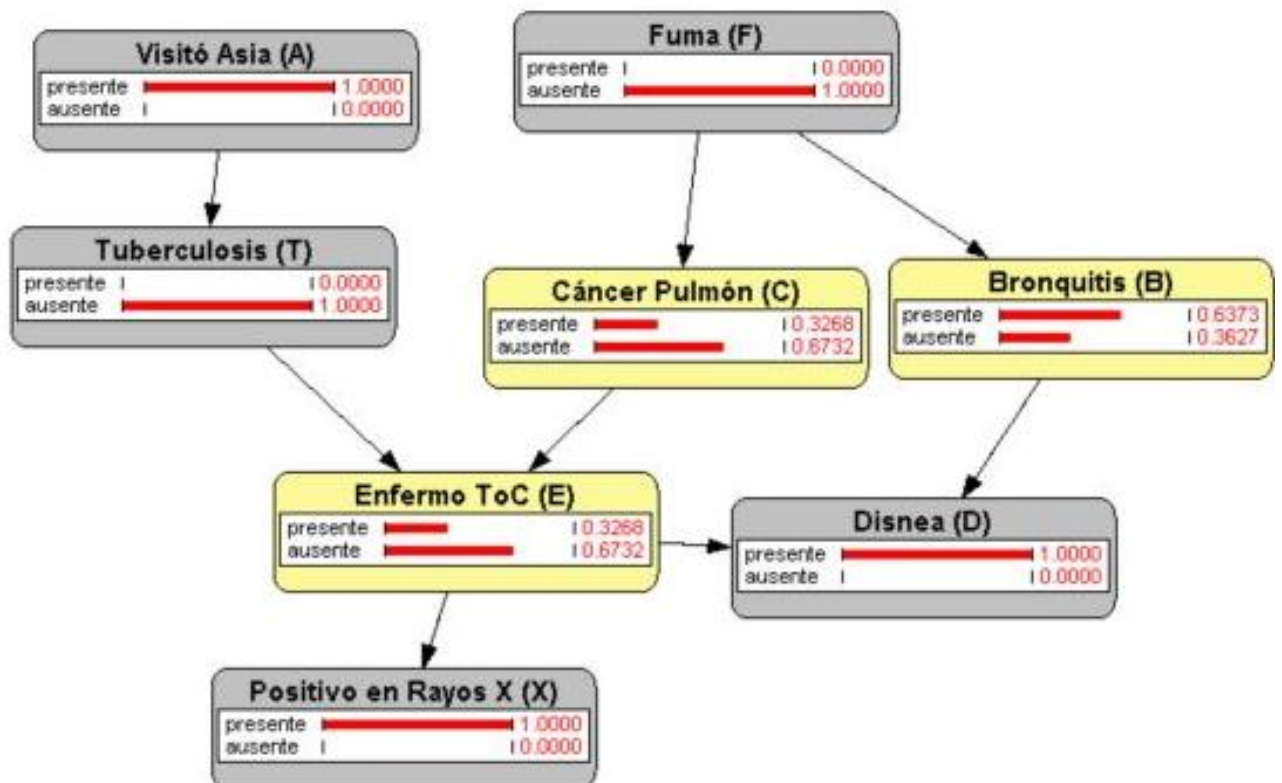 Visitó Asia (A)
presente 1.0000
ausente 0.0000
Fuma (F)
presente 0.0000
ausente 1.0000
Tuberculosis (T)
presente 0.0000
ausente 1.0000
Cáncer Pulmón (C)
presente 0.3268
ausente 0.6732
Bronquitis (B)
presente 0.6373
ausente 0.3627
Enfermo ToC (E)
presente 0.3268
ausente 0.6732
Disnea (D)
presente 1.0000
ausente 0.0000
Positivo en Rayos X (X)
presente 1.0000
ausente 0.0000